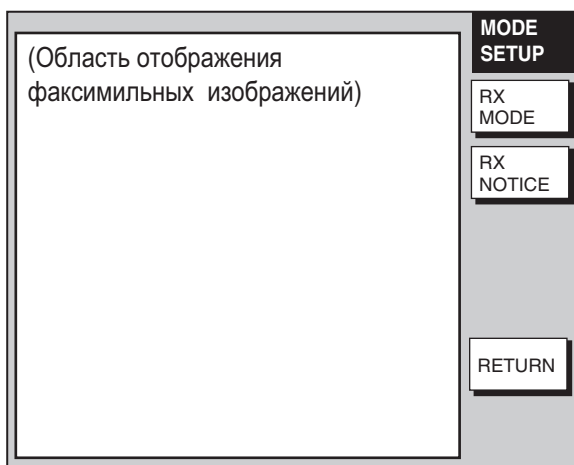 (Область отображения
факсимильных изображений)
MODE
SETUP
RX
MODE
RX
NOTICE
RETURN